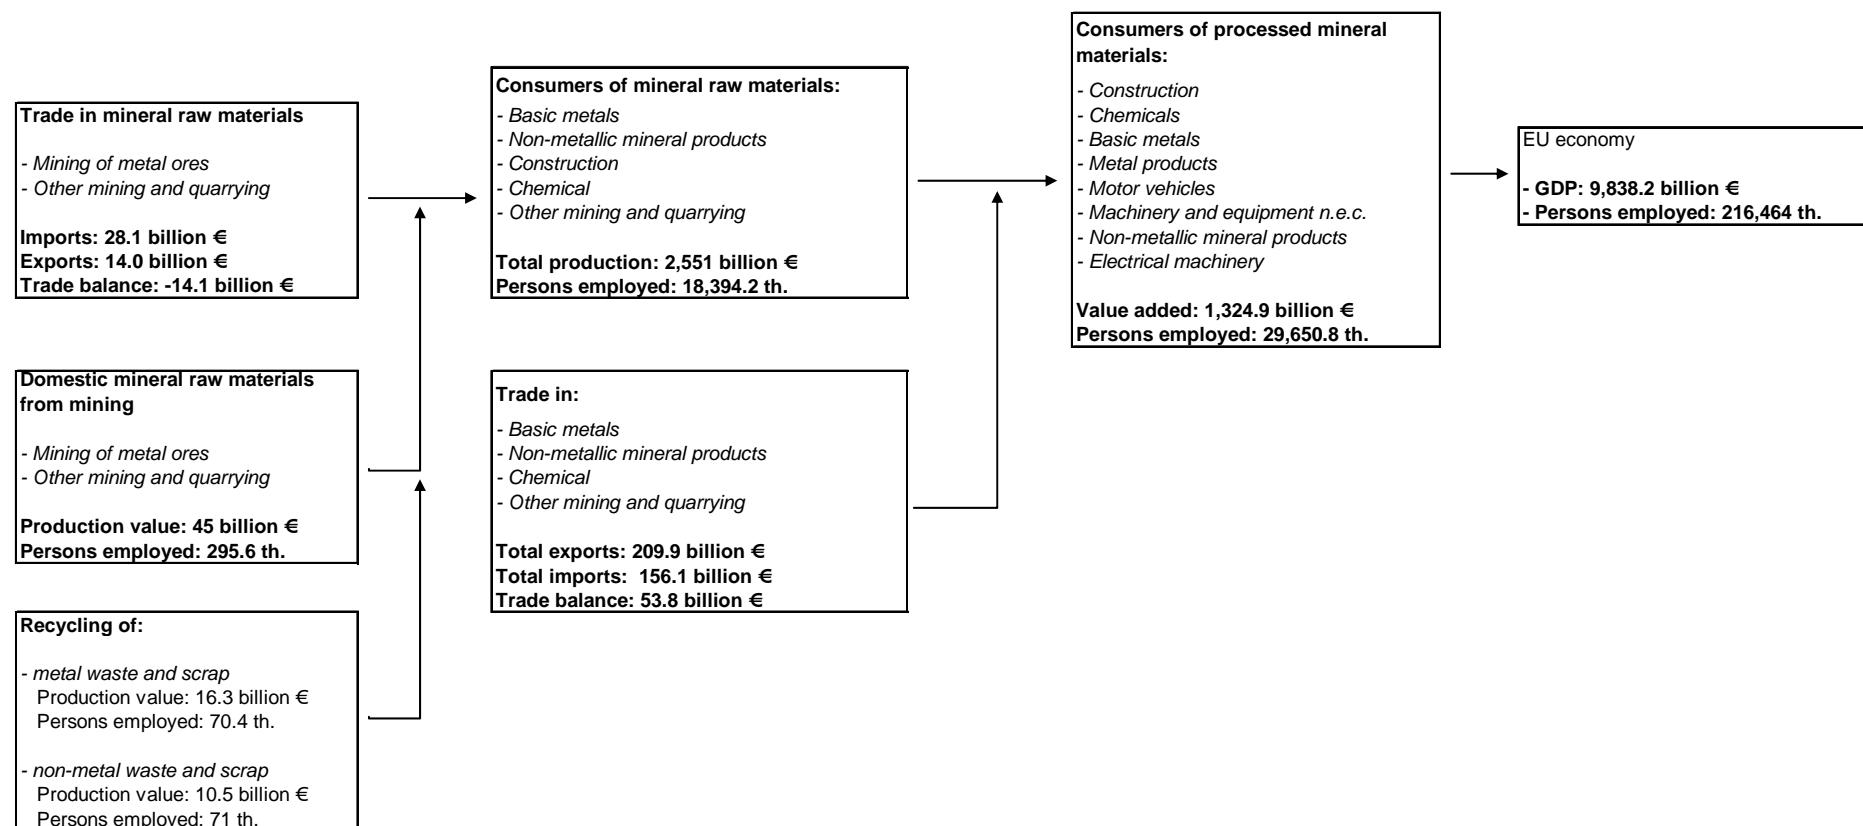 Trade in mineral raw materials
- Mining of metal ores
- Other mining and quarrying
Imports: 28.1 billion €
Exports: 14.0 billion €
Trade balance: -14.1 billion €
Domestic mineral raw materials
from mining
- Mining of metal ores
- Other mining and quarrying
Production value: 45 billion €
Persons employed: 295.6 th.
Recycling of:
- metal waste and scrap
Production value: 16.3 billion €
Persons employed: 70.4 th.
- non-metal waste and scrap
Production value: 10.5 billion €
Persons employed: 71 th.
Consumers of mineral raw materials:
- Basic metals
- Non-metallic mineral products
- Construction
- Chemical
- Other mining and quarrying
Total production: 2,551 billion €
Persons employed: 18,394.2 th.
Trade in:
- Basic metals
- Non-metallic mineral products
- Chemical
- Other mining and quarrying
Total exports: 209.9 billion €
Total imports:  156.1 billion €
Trade balance: 53.8 billion €
Consumers of processed mineral
materials:
- Construction
- Chemicals
- Basic metals
- Metal products
- Motor vehicles
- Machinery and equipment n.e.c.
- Non-metallic mineral products
- Electrical machinery
Value added: 1,324.9 billion €
Persons employed: 29,650.8 th.
EU economy
- GDP: 9,838.2 billion €
- Persons employed: 216,464 th.